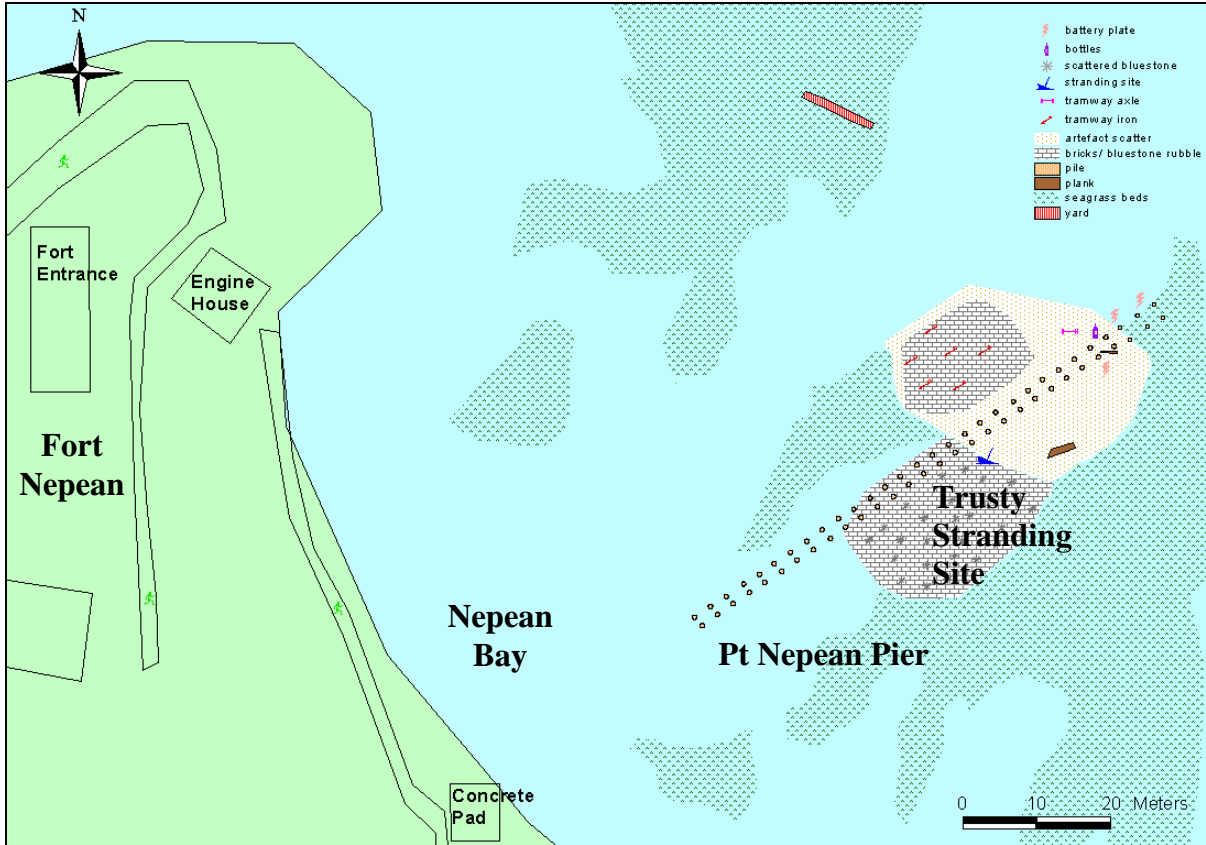 N
battery plate
bottles
scattered bluestone
stranding site
tramway axle
tramway iron
artefact scatter
bricks/ bluestone rubble
pile
plank
seagrass beds
yard
Fort
Entrance
Engine
House
Fort
Nepean
Trusty
Stranding
Site
Nepean
Bay
Pt Nepean Pier
Concrete
Pad
0 10 20 Meters